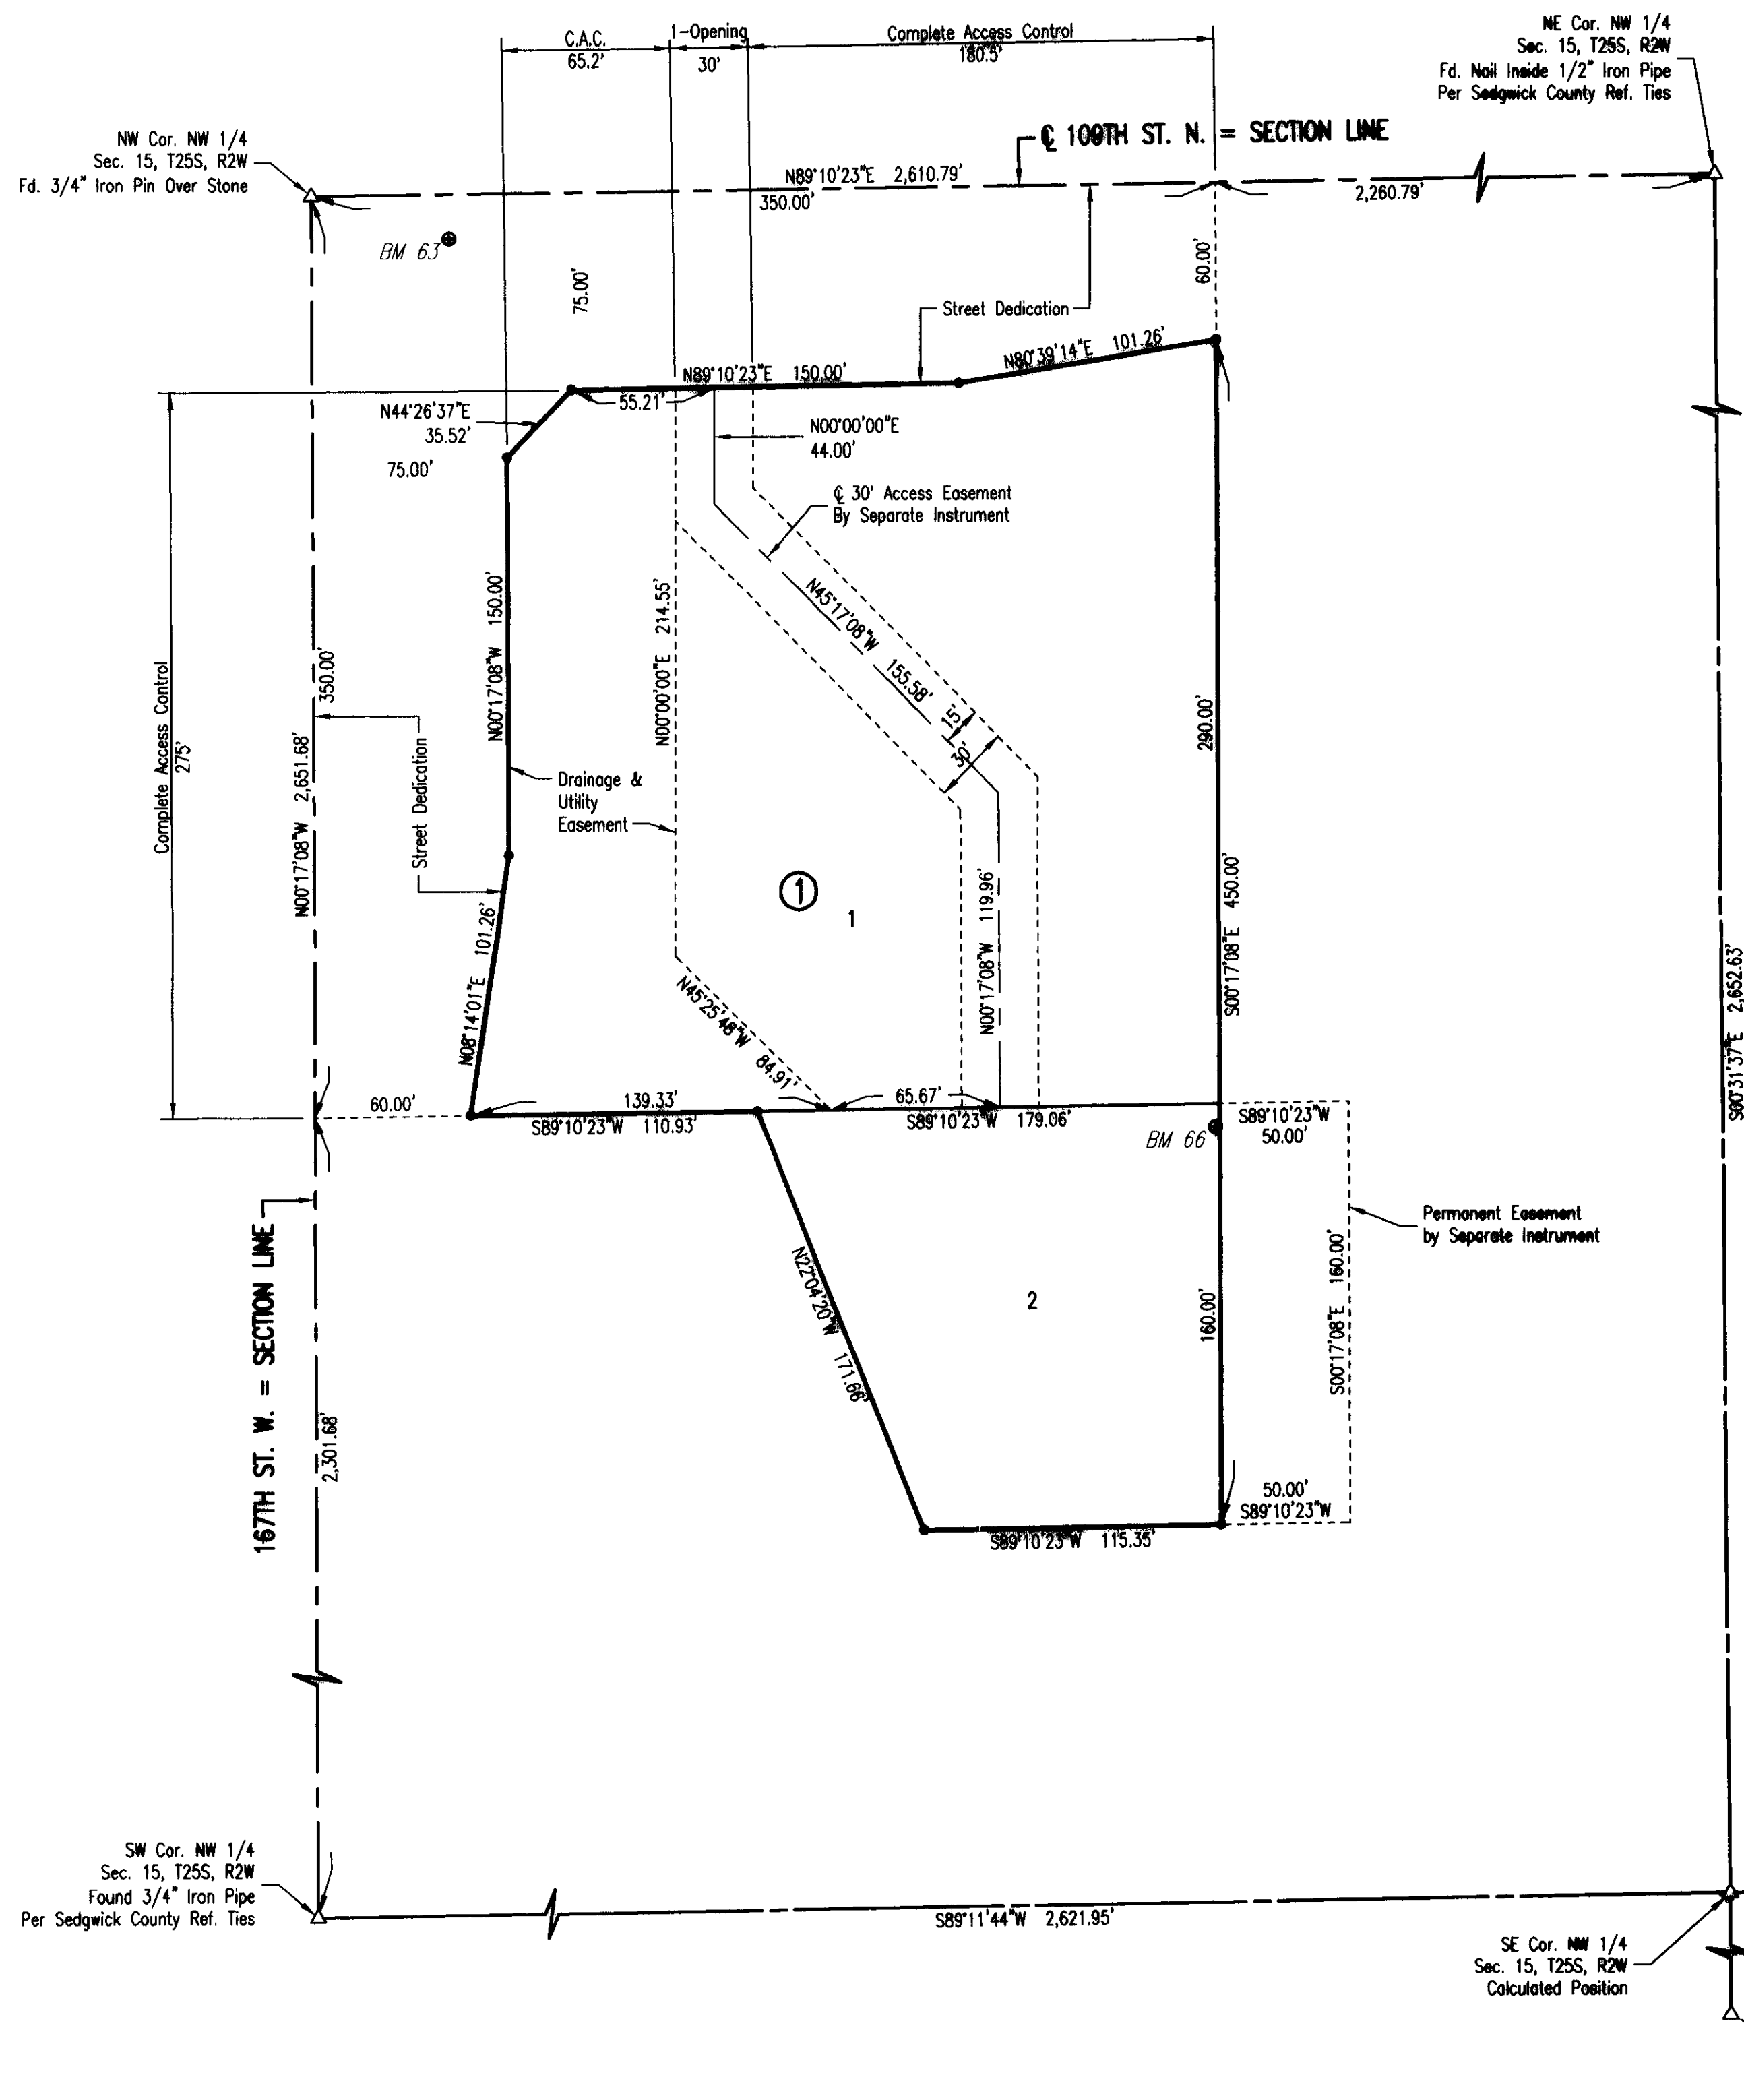 C.A.C.
65.2'
1-Opening
30'
Complete Access Control
180.5'
NE Cor. NW 1/4
Sec. 15, T25S, R2W
Fd. Nail Inside 1/2" Iron Pipe
Per Sedgwick County Ref. Ties
NW Cor. NW 1/4
Sec. 15, T25S, R2W
Fd. 3/4" Iron Pin Over Stone
℄ 109TH ST. N. = SECTION LINE
N89°10'23"E 2,610.79'
350.00'
2,260.79'
BM 63
75.00'
60.00'
Street Dedication
N89°10'23"E 150.00'
N80°39'14"E 101.26'
55.21'
N44°26'37"E
35.52'
75.00'
N00°00'00"E
44.00'
℄ 30' Access Easement
By Separate Instrument
N00°17'08"W 150.00'
N00°00'00"E 214.55'
N45°17'08"W 155.58'
15'
30'
290.00'
Complete Access Control
275'
350.00'
N00°17'08"W 2,651.68'
Street Dedication
Drainage &
Utility
Easement
1
1
N00°17'08"W 119.96'
S00°17'08"E 450.00'
N08°14'01"E 101.26'
N45°25'48"W 84.91'
S00°31'37"E 2,652.63'
60.00'
139.33'
65.67'
S89°10'23"W 110.93'
S89°10'23"W 179.06'
S89°10'23"W
50.00'
BM 66
Permanent Easement
by Separate Instrument
167TH ST. W. = SECTION LINE
N22°04'20"W 171.66'
2
160.00'
S00°17'08"E 160.00'
2,301.68'
50.00'
S89°10'23"W
S89°10'23"W 115.35'
SW Cor. NW 1/4
Sec. 15, T25S, R2W
Found 3/4" Iron Pipe
Per Sedgwick County Ref. Ties
S89°11'44"W 2,621.95'
SE Cor. NW 1/4
Sec. 15, T25S, R2W
Calculated Position